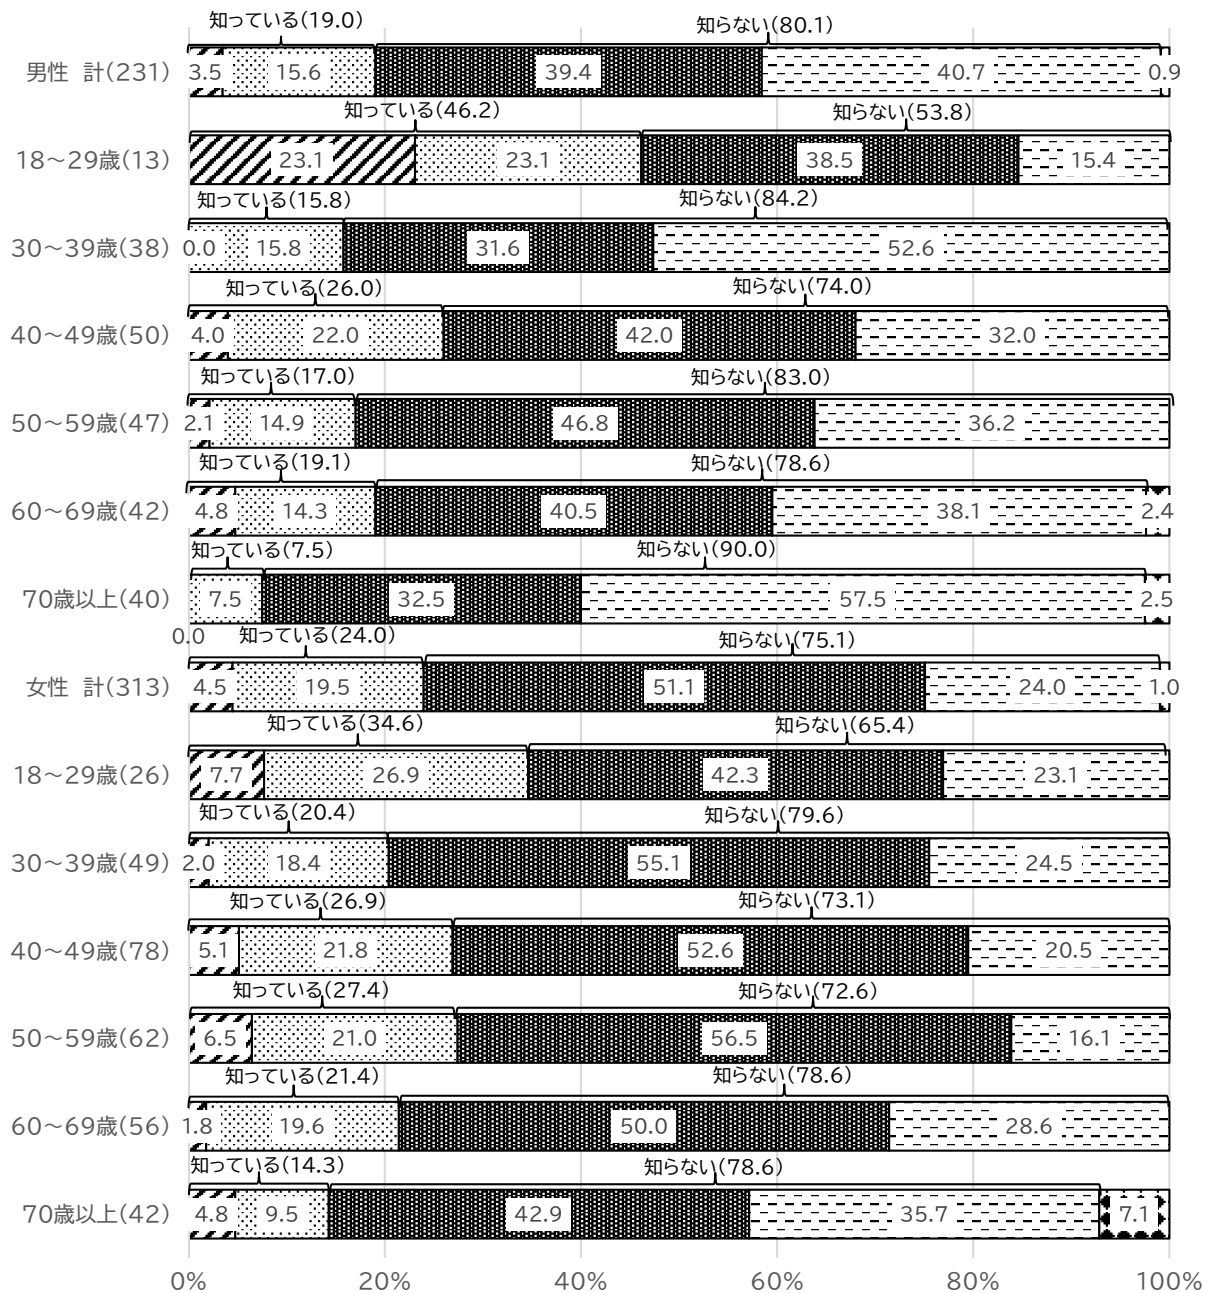 知っている(19.0) 知らない(80.1)
男性 計(231) 3.5 15.6 39.4 40.7 0.9
知っている(46.2) 知らない(53.8)
18～29歳(13) 23.1 23.1 38.5 15.4
知っている(15.8) 知らない(84.2)
30～39歳(38) 0.0 15.8 31.6 52.6
知っている(26.0) 知らない(74.0)
40～49歳(50) 4.0 22.0 42.0 32.0
知っている(17.0) 知らない(83.0)
50～59歳(47) 2.1 14.9 46.8 36.2
知っている(19.1) 知らない(78.6)
60～69歳(42) 4.8 14.3 40.5 38.1 2.4
知っている(7.5) 知らない(90.0)
70歳以上(40) 7.5 32.5 57.5 2.5
0.0 知っている(24.0) 知らない(75.1)
女性 計(313) 4.5 19.5 51.1 24.0 1.0
知っている(34.6) 知らない(65.4)
18～29歳(26) 7.7 26.9 42.3 23.1
知っている(20.4) 知らない(79.6)
30～39歳(49) 2.0 18.4 55.1 24.5
知っている(26.9) 知らない(73.1)
40～49歳(78) 5.1 21.8 52.6 20.5
知っている(27.4) 知らない(72.6)
50～59歳(62) 6.5 21.0 56.5 16.1
知っている(21.4) 知らない(78.6)
60～69歳(56) 1.8 19.6 50.0 28.6
知っている(14.3) 知らない(78.6)
70歳以上(42) 4.8 9.5 42.9 35.7 7.1
0% 20% 40% 60% 80% 100%